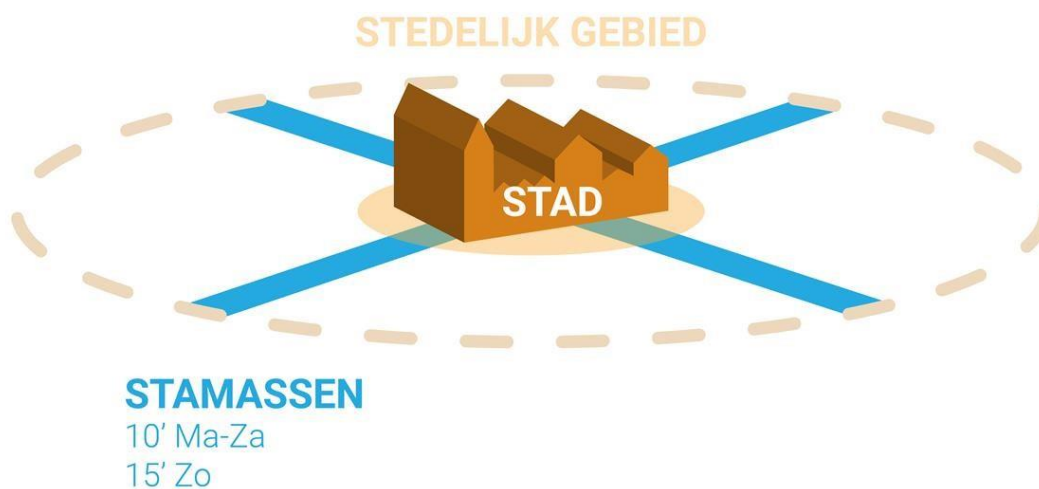 STEDELIJK GEBIED
STAD
STAMASSEN
10' Ma-Za
15' Zo